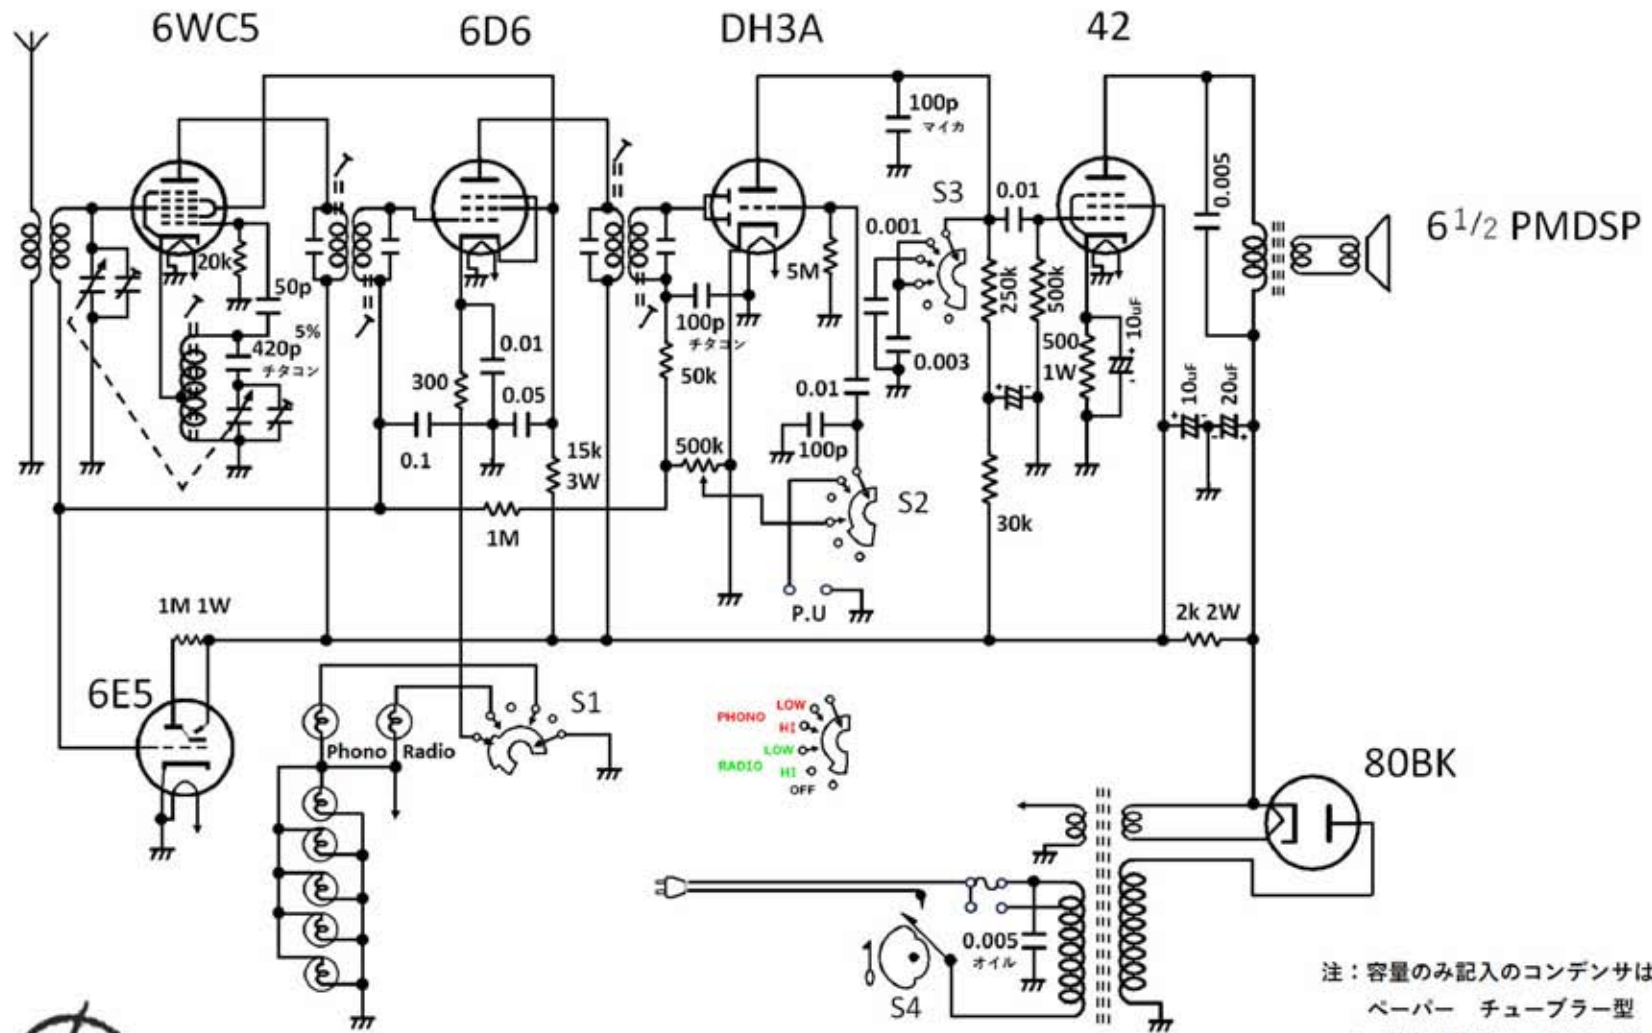 6WC5
6D6
DH3A
42
100p
マイカ
0.005
S3
0.01
0.001
6 1/2 PMDSP
20k
5M
50p
250k
500k
5%
420p
チタコン
100p
チタコン
0.01
0.003
500
1W
10uF
10uF
20uF
300
50k
0.05
0.01
0.1
15k
3W
500k
100p
S2
30k
1M
P.U
1M 1W
2k 2W
6E5
S1
Phono
Radio
PHONO
LOW
HI
RADIO
LOW
HI
OFF
80BK
0.005
オイル
S4
注：容量のみ記入のコンデンサは
ペーパー チューブラー型